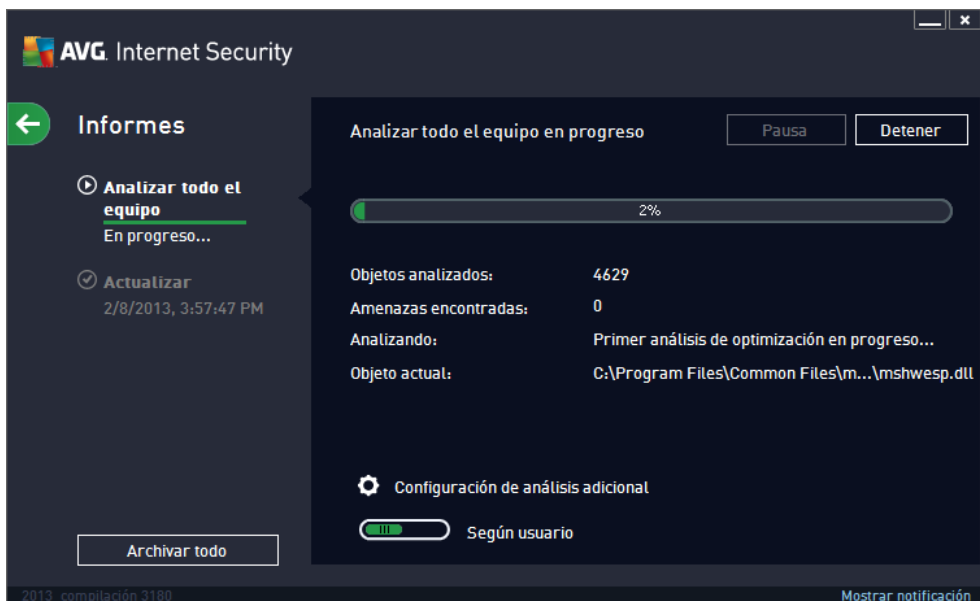 AVG. Internet Security
Informes
Analizar todo el
equipo
En progreso...
Actualizar
2/8/2013, 3:57:47 PM
Archivar todo
Analizar todo el equipo en progreso
Pausa
Detener
2%
Objetos analizados: 4629
Amenazas encontradas: 0
Analizando: Primer análisis de optimización en progreso...
Objeto actual: C:\Program Files\Common Files\m...\mshwesp.dll
Configuración de análisis adicional
Según usuario
2013 compilación 3180
Mostrar notificación